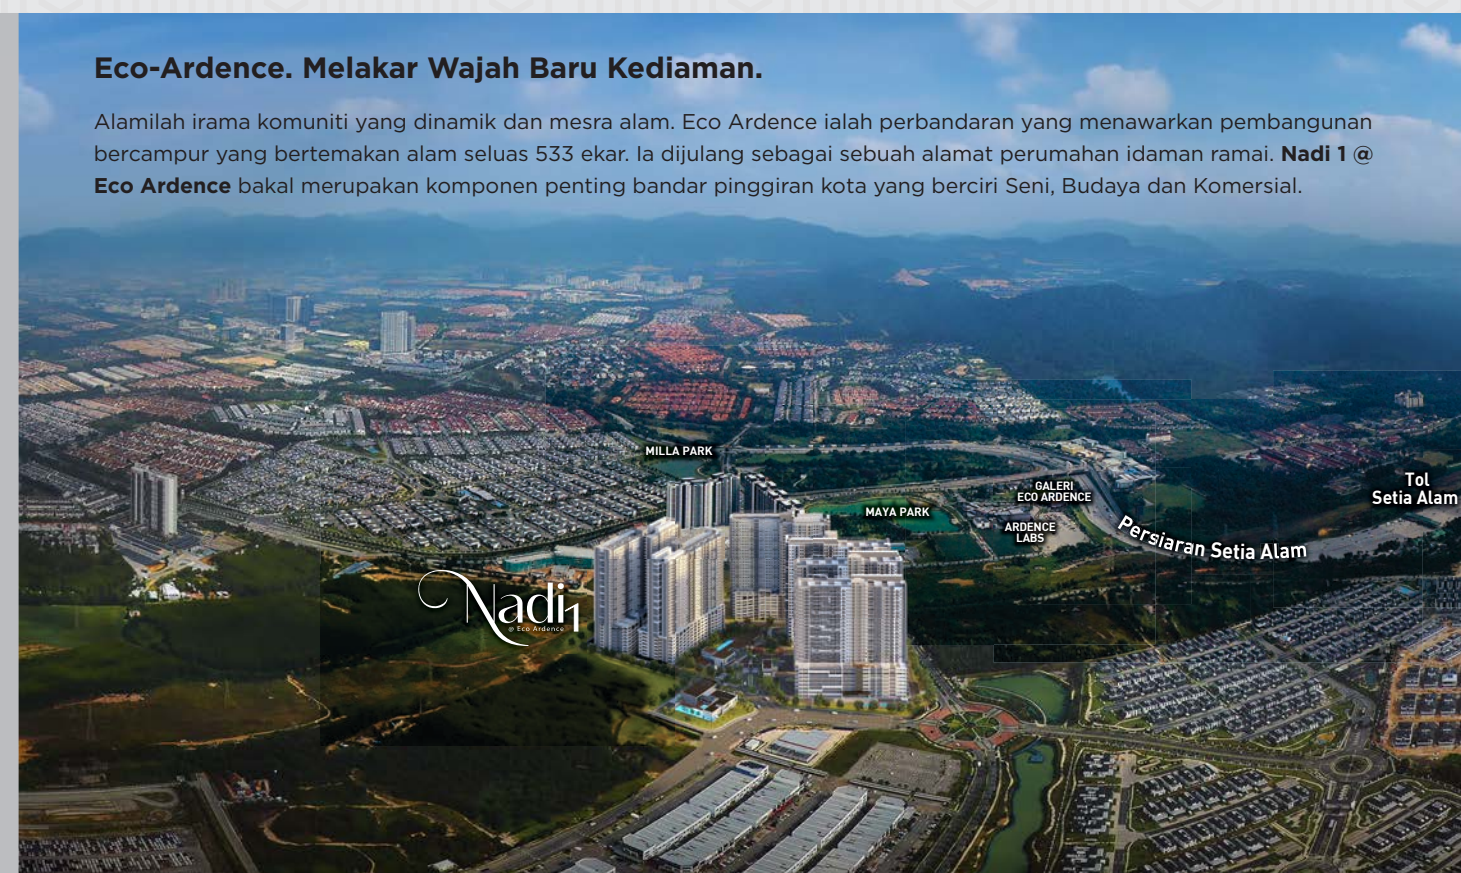 Eco-Ardence. Melakar Wajah Baru Kediaman.
Alamilah irama komuniti yang dinamik dan mesra alam. Eco Ardence ialah perbandaran yang menawarkan pembangunan
bercampur yang bertemakan alam seluas 533 ekar. Ia dijulang sebagai sebuah alamat perumahan idaman ramai. Nadi 1 @
Eco Ardence bakal merupakan komponen penting bandar pinggiran kota yang berciri Seni, Budaya dan Komersial.
MILLA PARK
GALERI
ECO ARDENCE
Tol
Setia Alam
MAYA PARK
ARDENCE
LABS
Persiaran Setia Alam
Nadi1
@ Eco Ardence